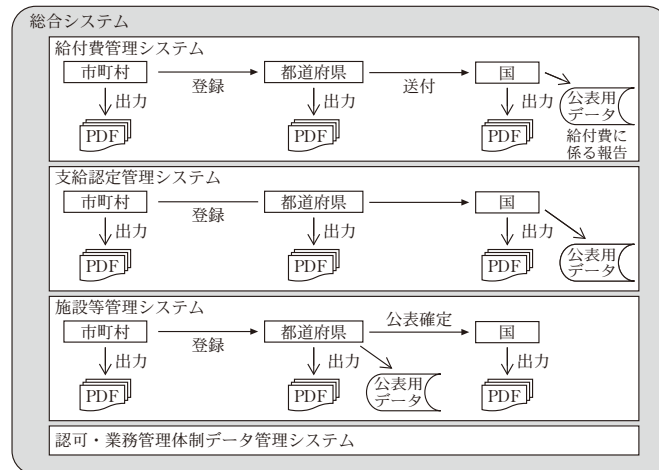 総合システム
給付費管理システム
市町村
登録
都道府県
送付
国
出力
出力
出力
公表用
データ
PDF
PDF
PDF
給付費に
係る報告
支給認定管理システム
市町村
登録
都道府県
国
出力
出力
出力
PDF
PDF
PDF
公表用
データ
施設等管理システム
市町村
登録
都道府県
公表確定
国
出力
出力
出力
PDF
PDF
公表用
データ
PDF
認可・業務管理体制データ管理システム